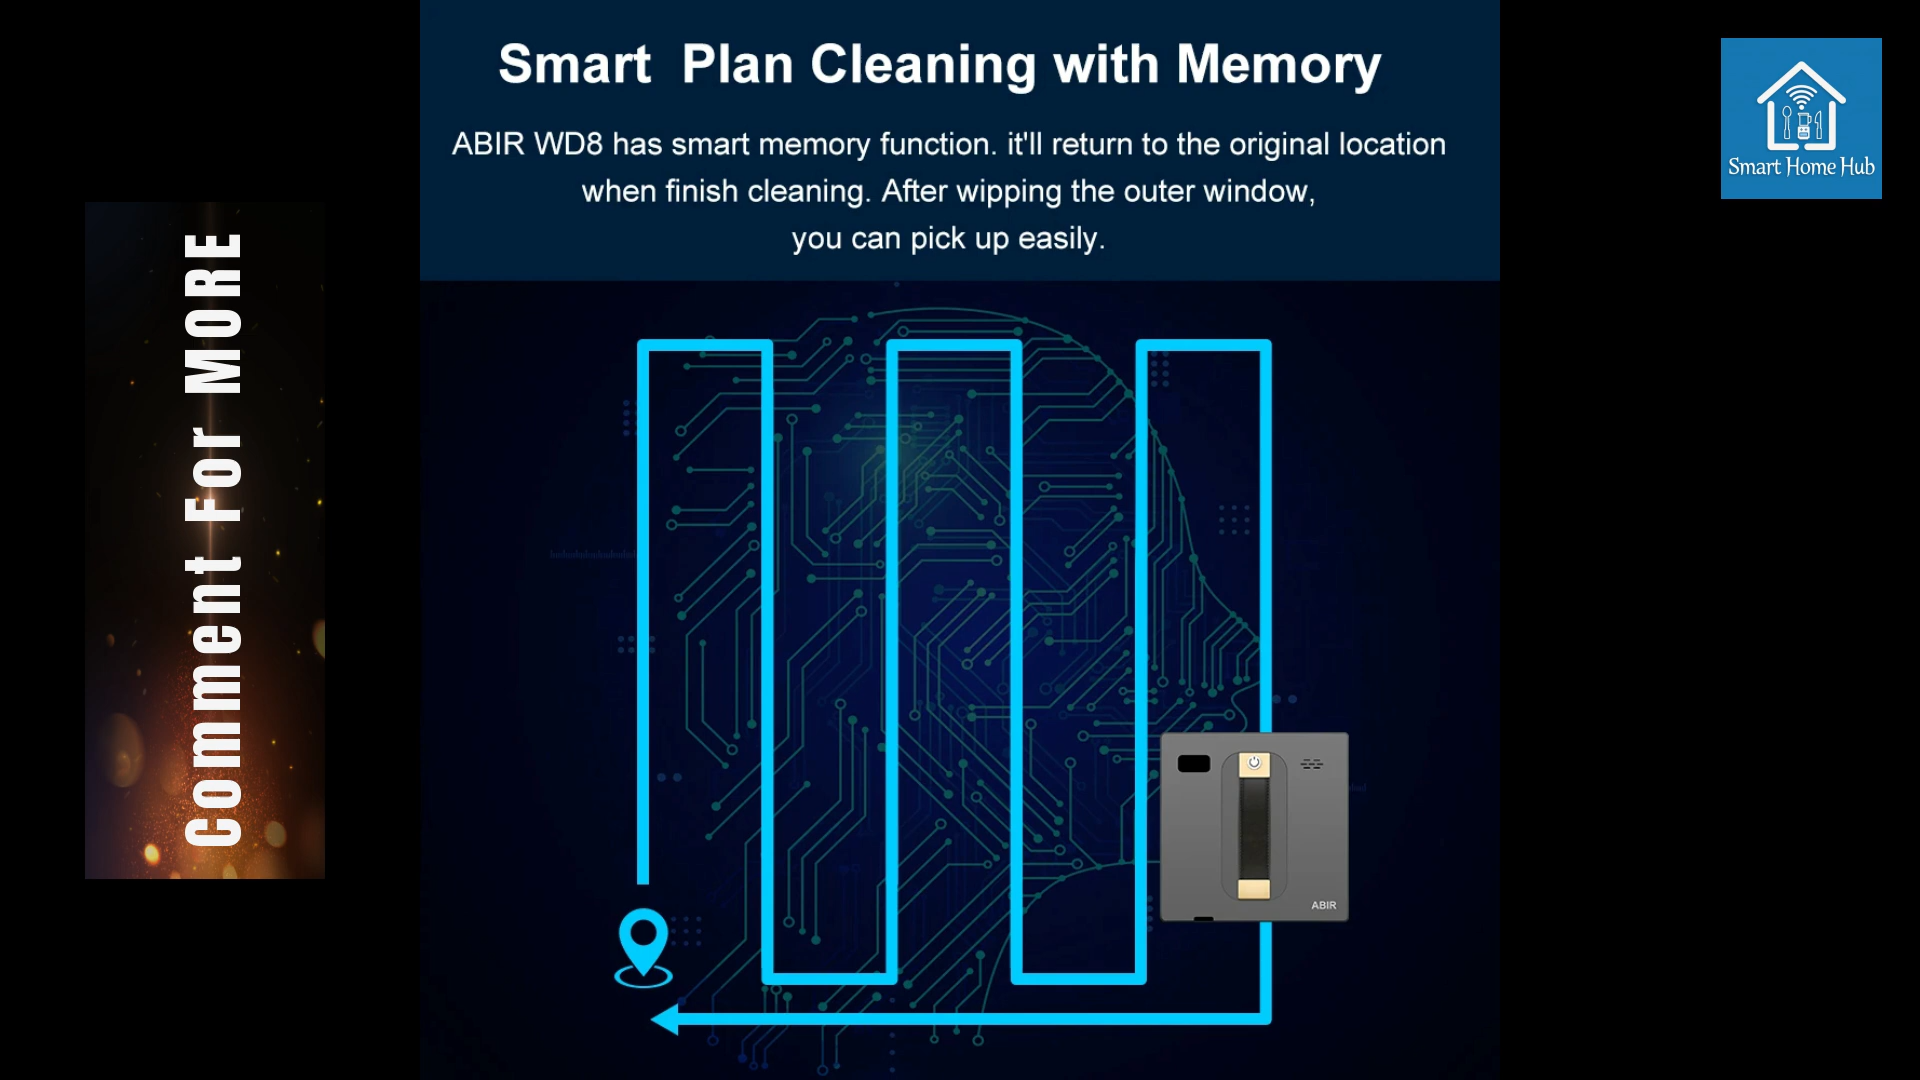 Smart Plan Cleaning with Memory
ABIR WD8 has smart memory function. it'll return to the original location
when finish cleaning. After wipping the outer window,
you can pick up easily.
Smart Home Hub
Comment For MORE
ABIR